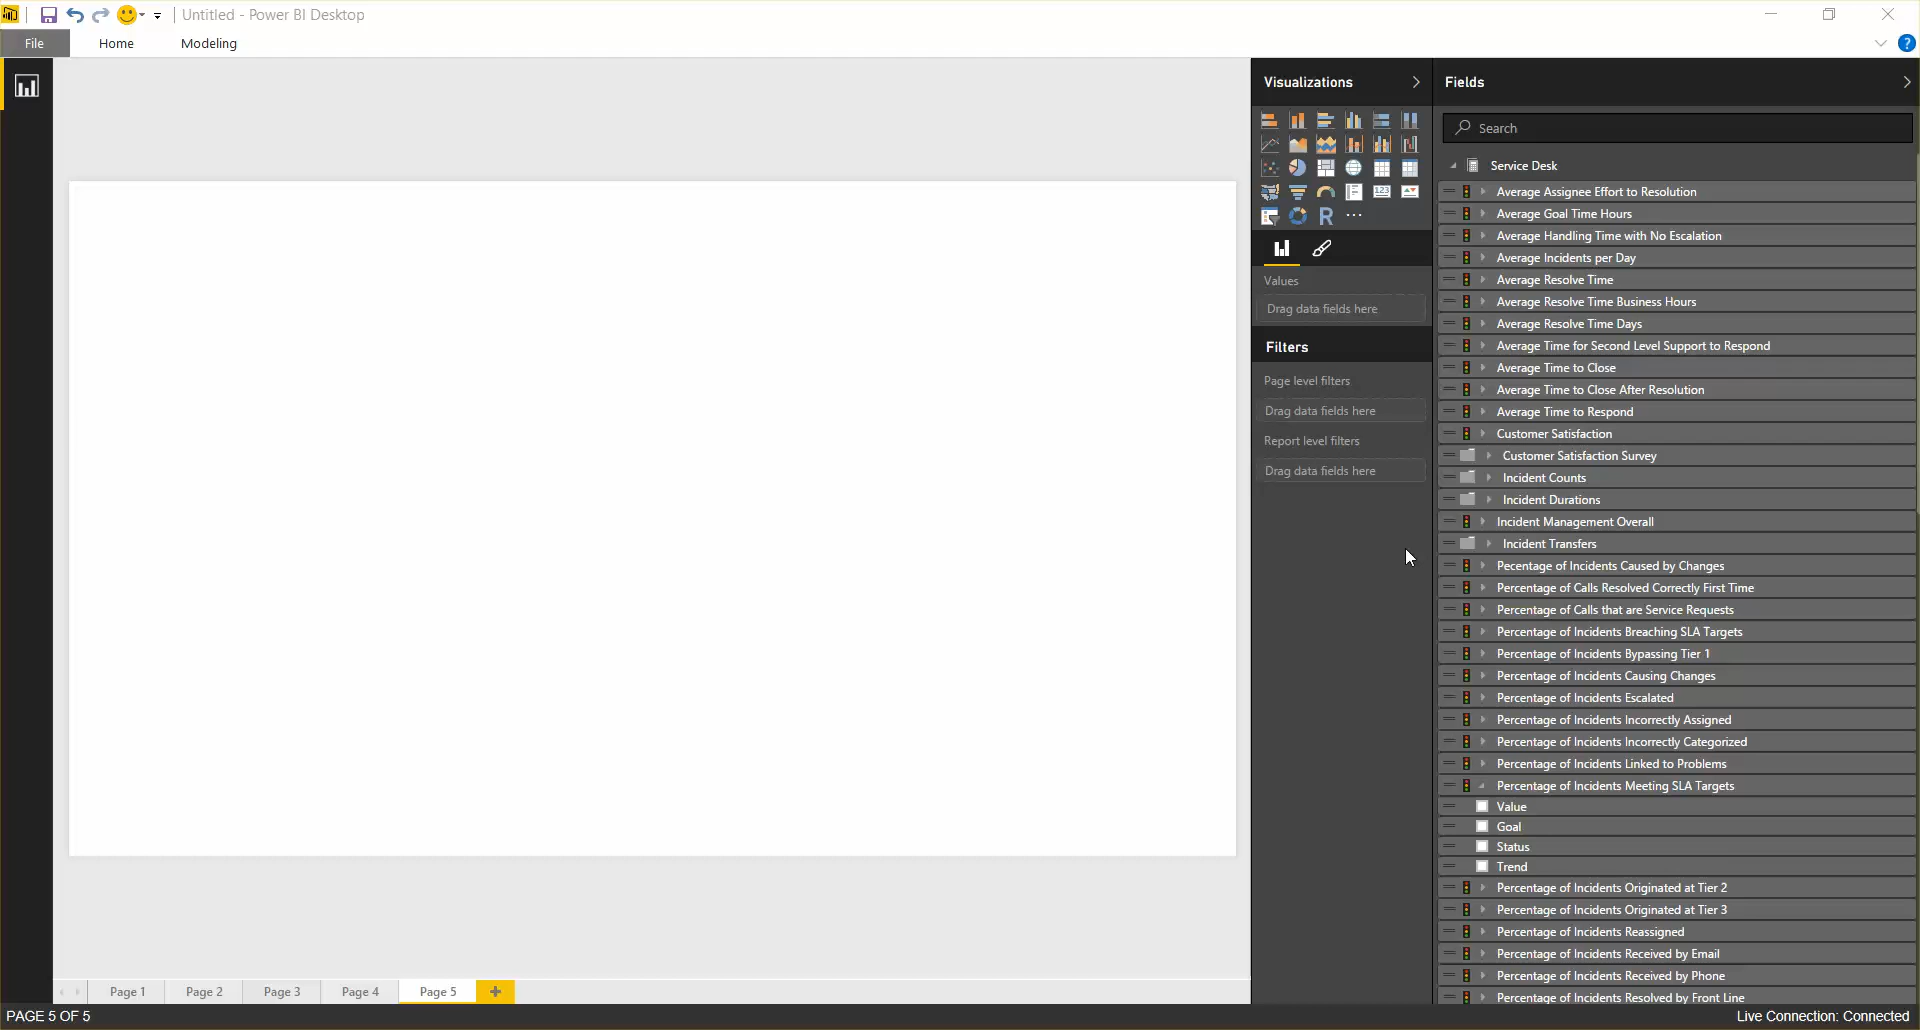 Untitled - Power BI Desktop
File Home Modeling
?
Visualizations
123
R
Values
Drag data fields here
Filters
Page level filters
Drag data fields here
Report level filters
Drag data fields here
Fields
Search
Service Desk
Average Assignee Effort to Resolution
Average Goal Time Hours
Average Handling Time with No Escalation
Average Incidents per Day
Average Resolve Time
Average Resolve Time Business Hours
Average Resolve Time Days
Average Time for Second Level Support to Respond
Average Time to Close
Average Time to Close After Resolution
Average Time to Respond
Customer Satisfaction
Customer Satisfaction Survey
Incident Counts
Incident Durations
Incident Management Overall
Incident Transfers
Pecentage of Incidents Caused by Changes
Percentage of Calls Resolved Correctly First Time
Percentage of Calls that are Service Requests
Percentage of Incidents Breaching SLA Targets
Percentage of Incidents Bypassing Tier 1
Percentage of Incidents Causing Changes
Percentage of Incidents Escalated
Percentage of Incidents Incorrectly Assigned
Percentage of Incidents Incorrectly Categorized
Percentage of Incidents Linked to Problems
Percentage of Incidents Meeting SLA Targets
Value
Goal
Status
Trend
Percentage of Incidents Originated at Tier 2
Percentage of Incidents Originated at Tier 3
Percentage of Incidents Reassigned
Percentage of Incidents Received by Email
Percentage of Incidents Received by Phone
Percentage of Incidents Resolved by Front Line
Page 1 Page 2 Page 3 Page 4 Page 5 +
PAGE 5 OF 5
Live Connection: Connected